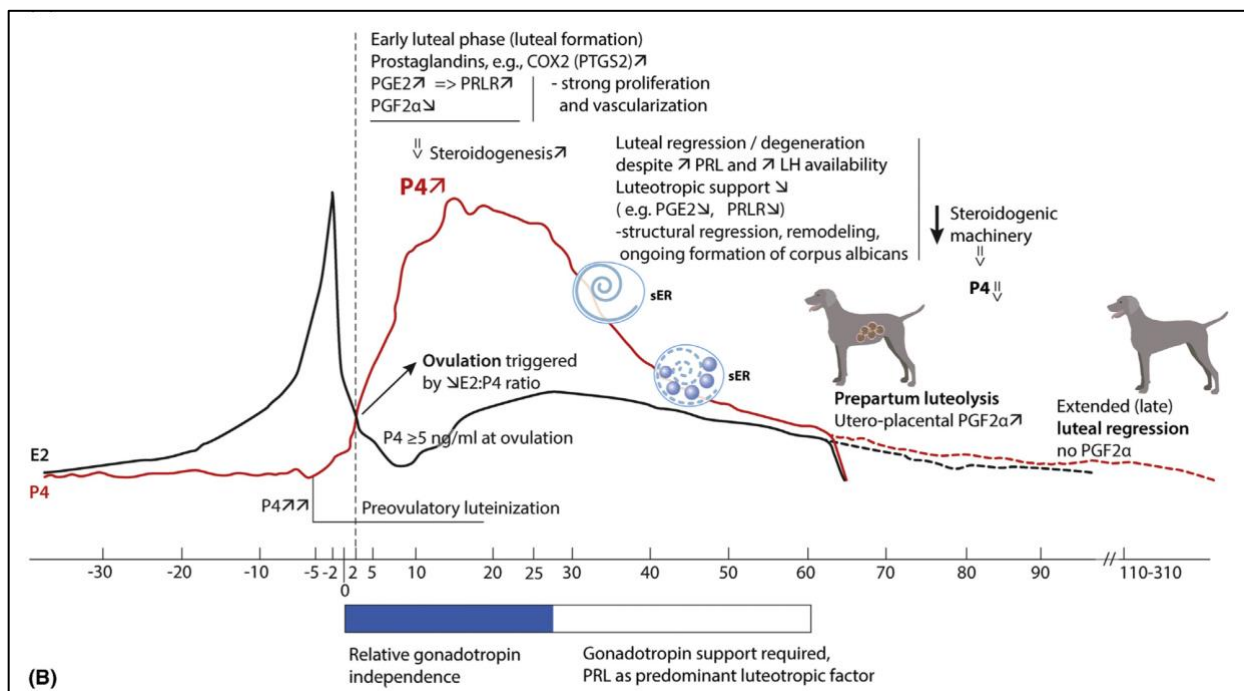 Early luteal phase (luteal formation)
Prostaglandins, e.g., COX2 (PTGS2)↗
PGE2↗ => PRLR↗
PGF2α↘
- strong proliferation
and vascularization
⇓ Steroidogenesis↗
P4↗
Luteal regression / degeneration
despite ↗ PRL and ↗ LH availability
Luteotropic support ↘
( e.g. PGE2↘, PRLR↘)
-structural regression, remodeling,
ongoing formation of corpus albicans
↓ Steroidogenic
machinery
⇓
P4⇓
sER
sER
Ovulation triggered
by ↘E2:P4 ratio
P4 ≥5 ng/ml at ovulation
Prepartum luteolysis
Utero-placental PGF2α↗
Extended (late)
luteal regression
no PGF2α
E2
P4
P4↗↗
Preovulatory luteinization
-30 -20 -10 -5 -2 0 2 5 10 20 25 30 40 50 60 70 80 90 // 110-310
Relative gonadotropin
independence
Gonadotropin support required,
PRL as predominant luteotropic factor
(B)